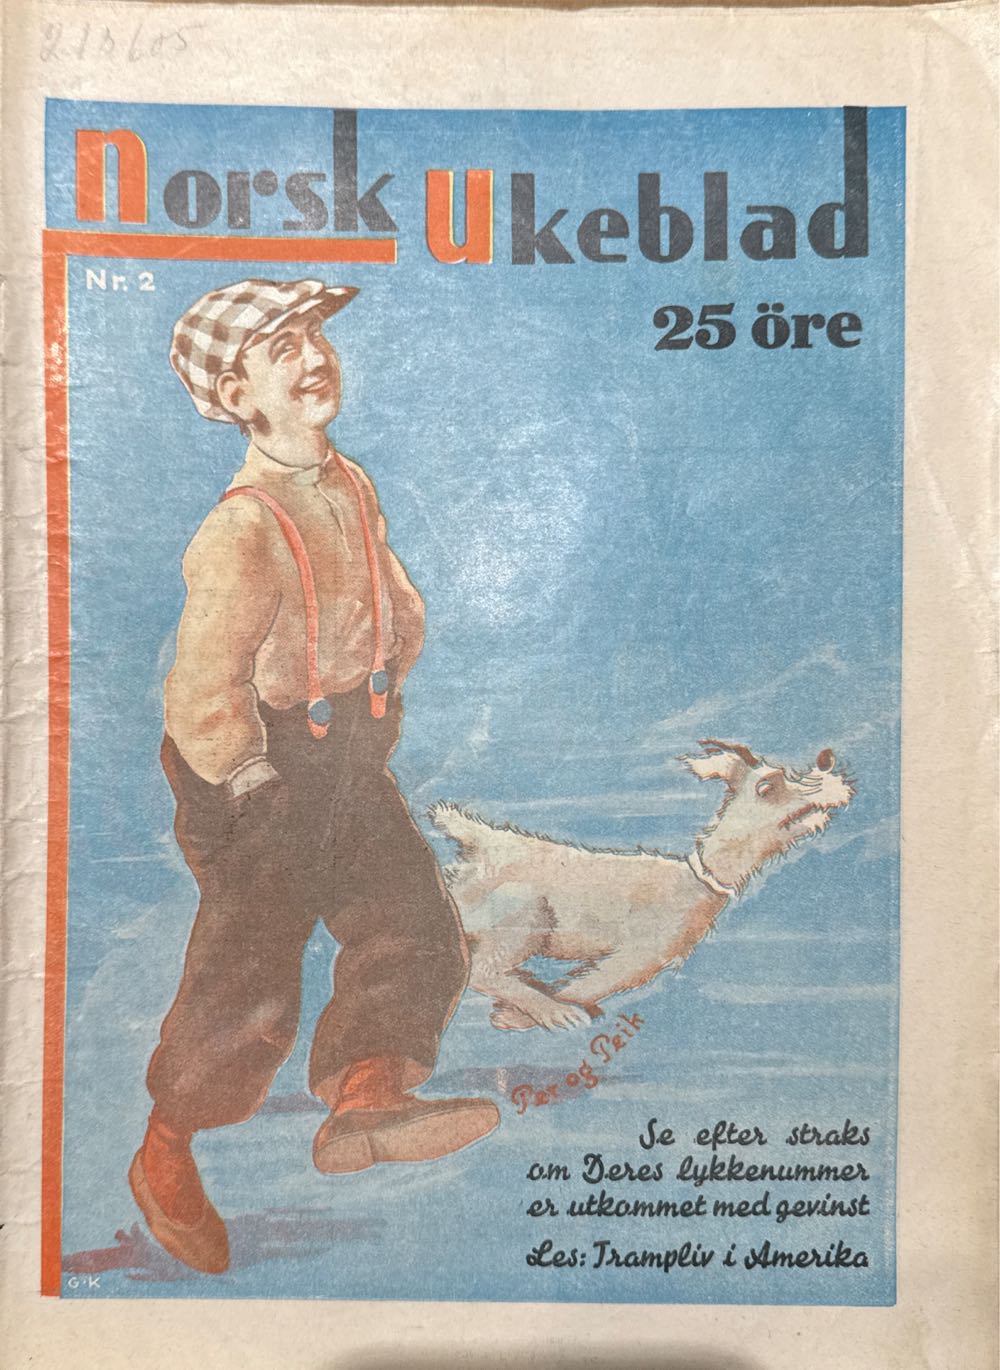 213605
norsk ukeblad
Nr. 2
25 öre
Per og Peik
Se efter straks
om Deres lykkenummer
er utkommet med gevinst
Les: Trampliv i Amerika
G·K